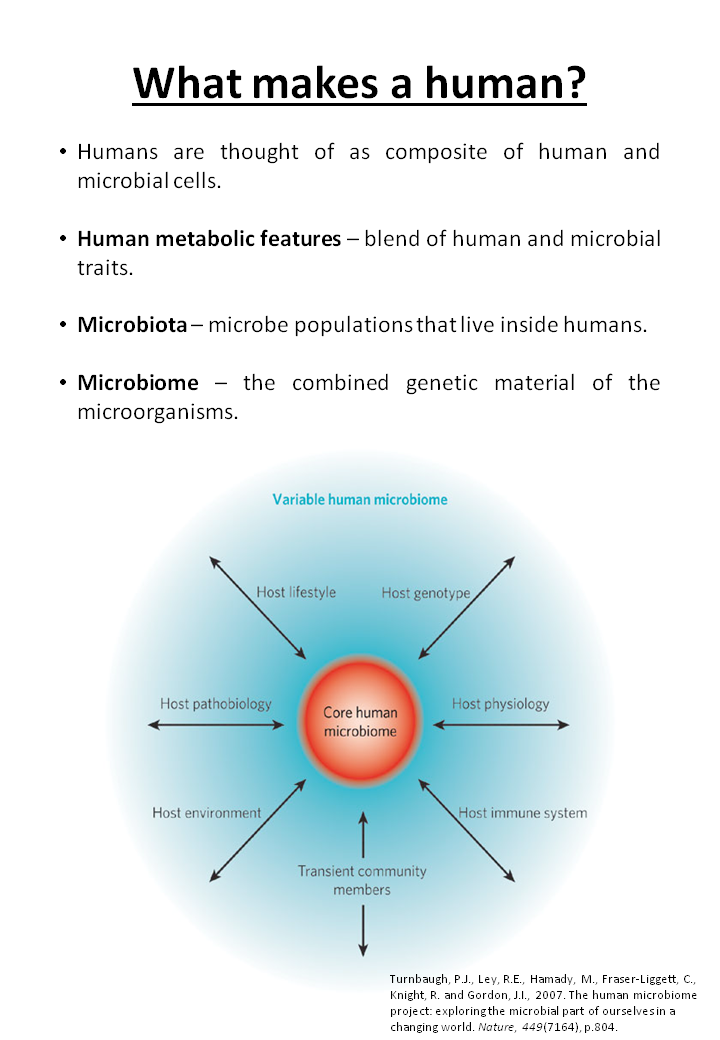 What makes a human?
• Humans are thought of as composite of human and
microbial cells.
• Human metabolic features – blend of human and microbial
traits.
• Microbiota – microbe populations that live inside humans.
• Microbiome – the combined genetic material of the
microorganisms.
Variable human microbiome
Host lifestyle
Host genotype
Host pathobiology
Core human
microbiome
Host physiology
Host environment
Host immune system
Transient community
members
Turnbaugh, P.J., Ley, R.E., Hamady, M., Fraser-Liggett, C.,
Knight, R. and Gordon, J.I., 2007. The human microbiome
project: exploring the microbial part of ourselves in a
changing world. Nature, 449(7164), p.804.